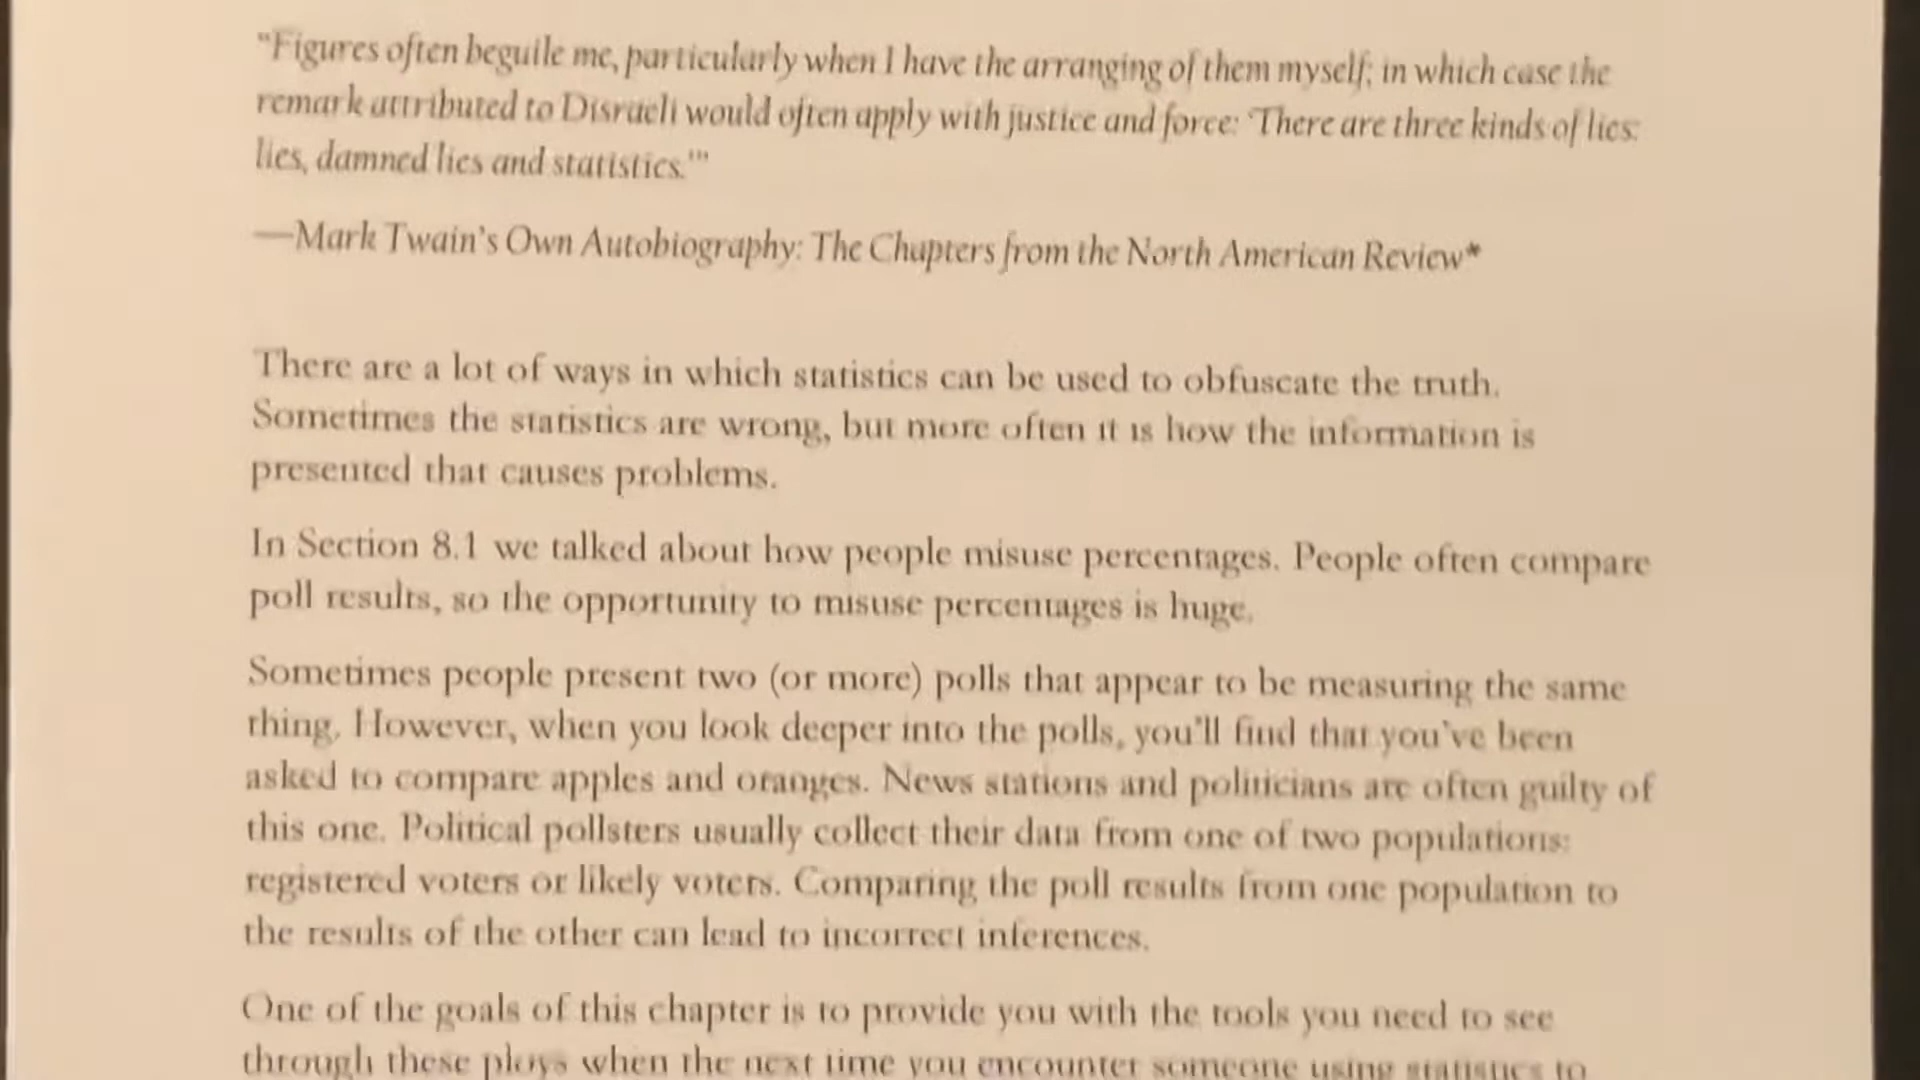 "Figures often beguile me, particularly when I have the arranging of them myself; in which case the
remark attributed to Disraeli would often apply with justice and force: 'There are three kinds of lies:
lies, damned lies and statistics.'"
—Mark Twain's Own Autobiography: The Chapters from the North American Review*
There are a lot of ways in which statistics can be used to obfuscate the truth.
Sometimes the statistics are wrong, but more often it is how the information is
presented that causes problems.
In Section 8.1 we talked about how people misuse percentages. People often compare
poll results, so the opportunity to misuse percentages is huge.
Sometimes people present two (or more) polls that appear to be measuring the same
thing. However, when you look deeper into the polls, you'll find that you've been
asked to compare apples and oranges. News stations and politicians are often guilty of
this one. Political pollsters usually collect their data from one of two populations:
registered voters or likely voters. Comparing the poll results from one population to
the results of the other can lead to incorrect inferences.
One of the goals of this chapter is to provide you with the tools you need to see
through these ploys when the next time you encounter someone using statistics to